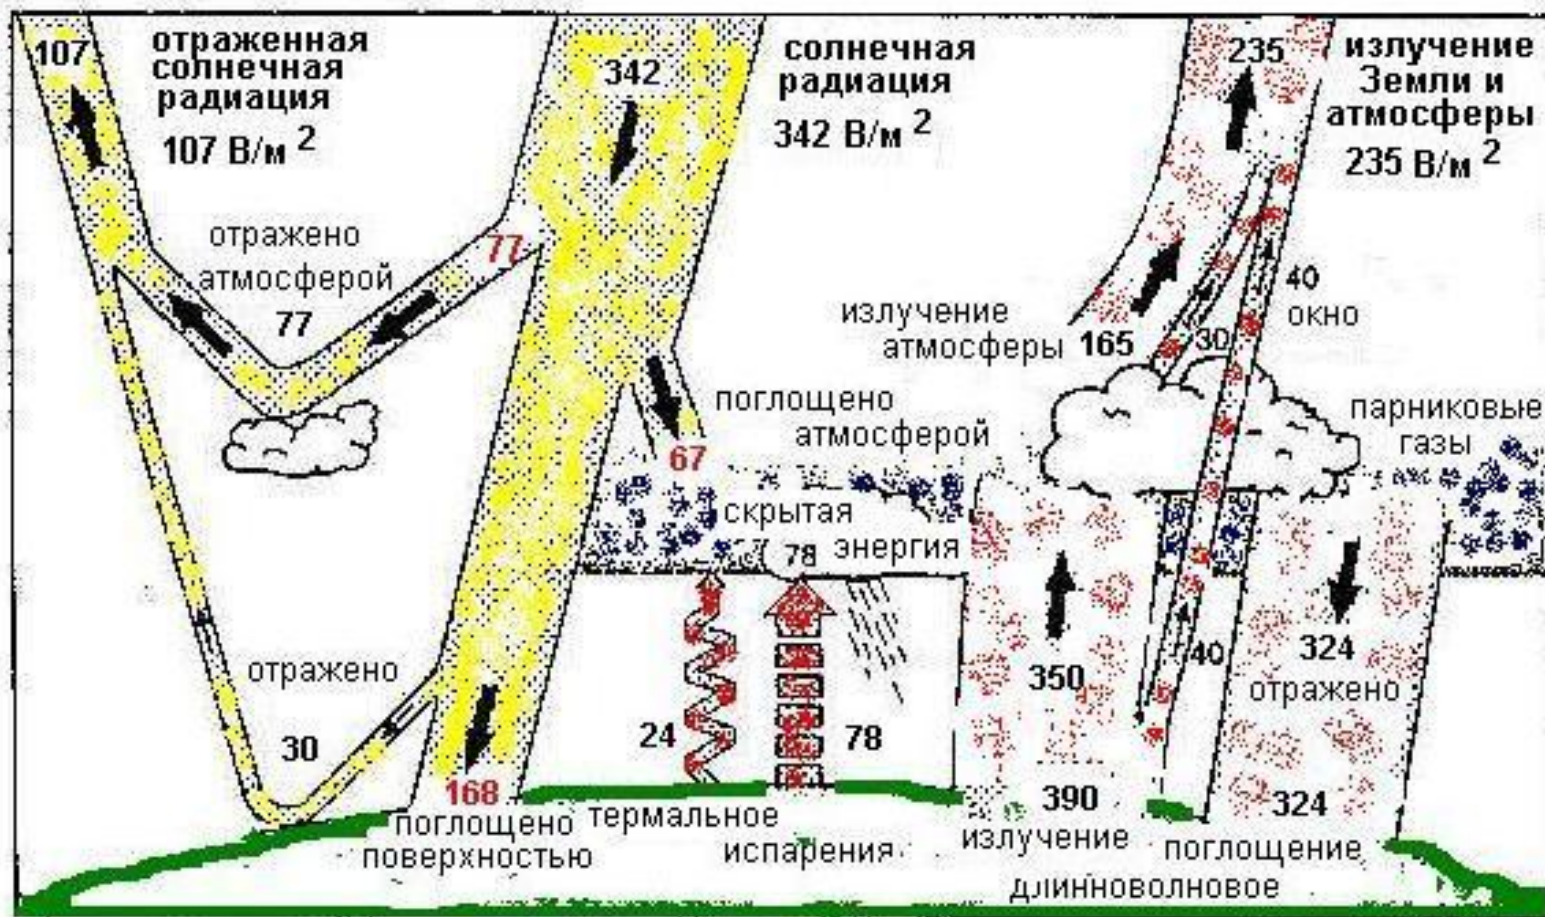 107
отраженная
солнечная
радиация
107 В/м 2
342
солнечная
радиация
342 В/м 2
235
излучение
Земли и
атмосферы
235 В/м 2
отражено
атмосферой
77
77
излучение
атмосферы 165
30
40
окно
поглощено
атмосферой
67
парниковые
газы
скрытая
энергия
78
отражено
30
24
78
350
40
324
отражено
168
поглощено
поверхностью
термальное
испарения
390
излучение
324
поглощение
длинноволновое